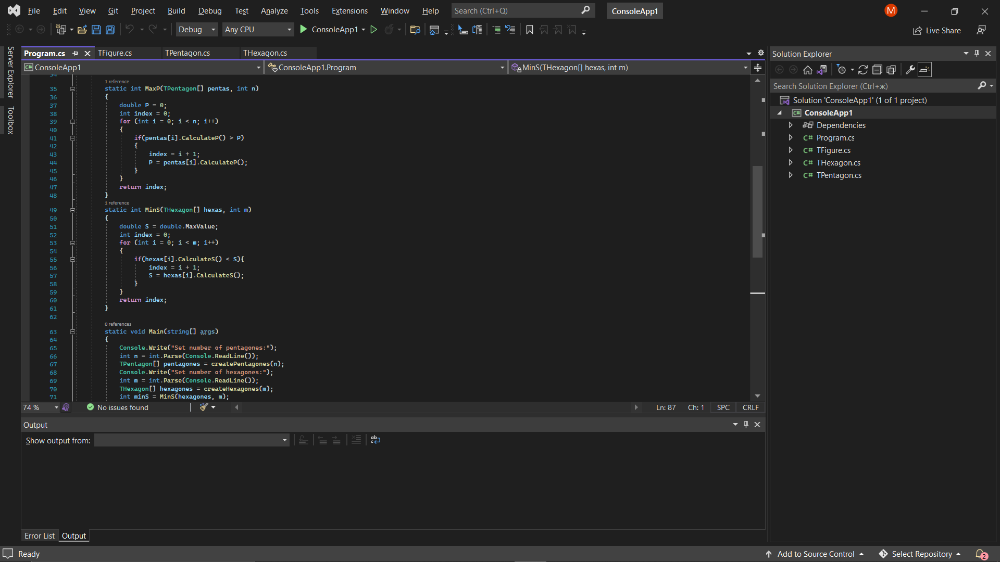 File Edit View Git Project Build Debug Test Analyze Tools Extensions Window Help Search (Ctrl+Q) ConsoleApp1 M
Debug Any CPU ConsoleApp1 Live Share
Server Explorer
Toolbox
Program.cs TFigure.cs TPentagon.cs THexagon.cs
C# ConsoleApp1 ConsoleApp1.Program MinS(THexagon[] hexas, int m)
34
1 reference
35 static int MaxP(TPentagon[] pentas, int n)
36 {
37 double P = 0;
38 int index = 0;
39 for (int i = 0; i < n; i++)
40 {
41 if(pentas[i].CalculateP() > P)
42 {
43 index = i + 1;
44 P = pentas[i].CalculateP();
45 }
46 }
47 return index;
48 }
1 reference
49 static int MinS(THexagon[] hexas, int m)
50 {
51 double S = double.MaxValue;
52 int index = 0;
53 for (int i = 0; i < m; i++)
54 {
55 if(hexas[i].CalculateS() < S){
56 index = i + 1;
57 S = hexas[i].CalculateS();
58 }
59 }
60 return index;
61 }
62
0 references
63 static void Main(string[] args)
64 {
65 Console.Write("Set number of pentagones:");
66 int n = int.Parse(Console.ReadLine());
67 TPentagon[] pentagones = createPentagones(n);
68 Console.Write("Set number of hexagones:");
69 int m = int.Parse(Console.ReadLine());
70 THexagon[] hexagones = createHexagones(m);
71 int minS = MinS(hexagones, m);
74 % No issues found Ln: 87 Ch: 1 SPC CRLF
Output
Show output from:
Error List Output
Solution Explorer
Search Solution Explorer (Ctrl+ж)
Solution 'ConsoleApp1' (1 of 1 project)
C# ConsoleApp1
Dependencies
C# Program.cs
C# TFigure.cs
C# THexagon.cs
C# TPentagon.cs
Ready Add to Source Control Select Repository 2